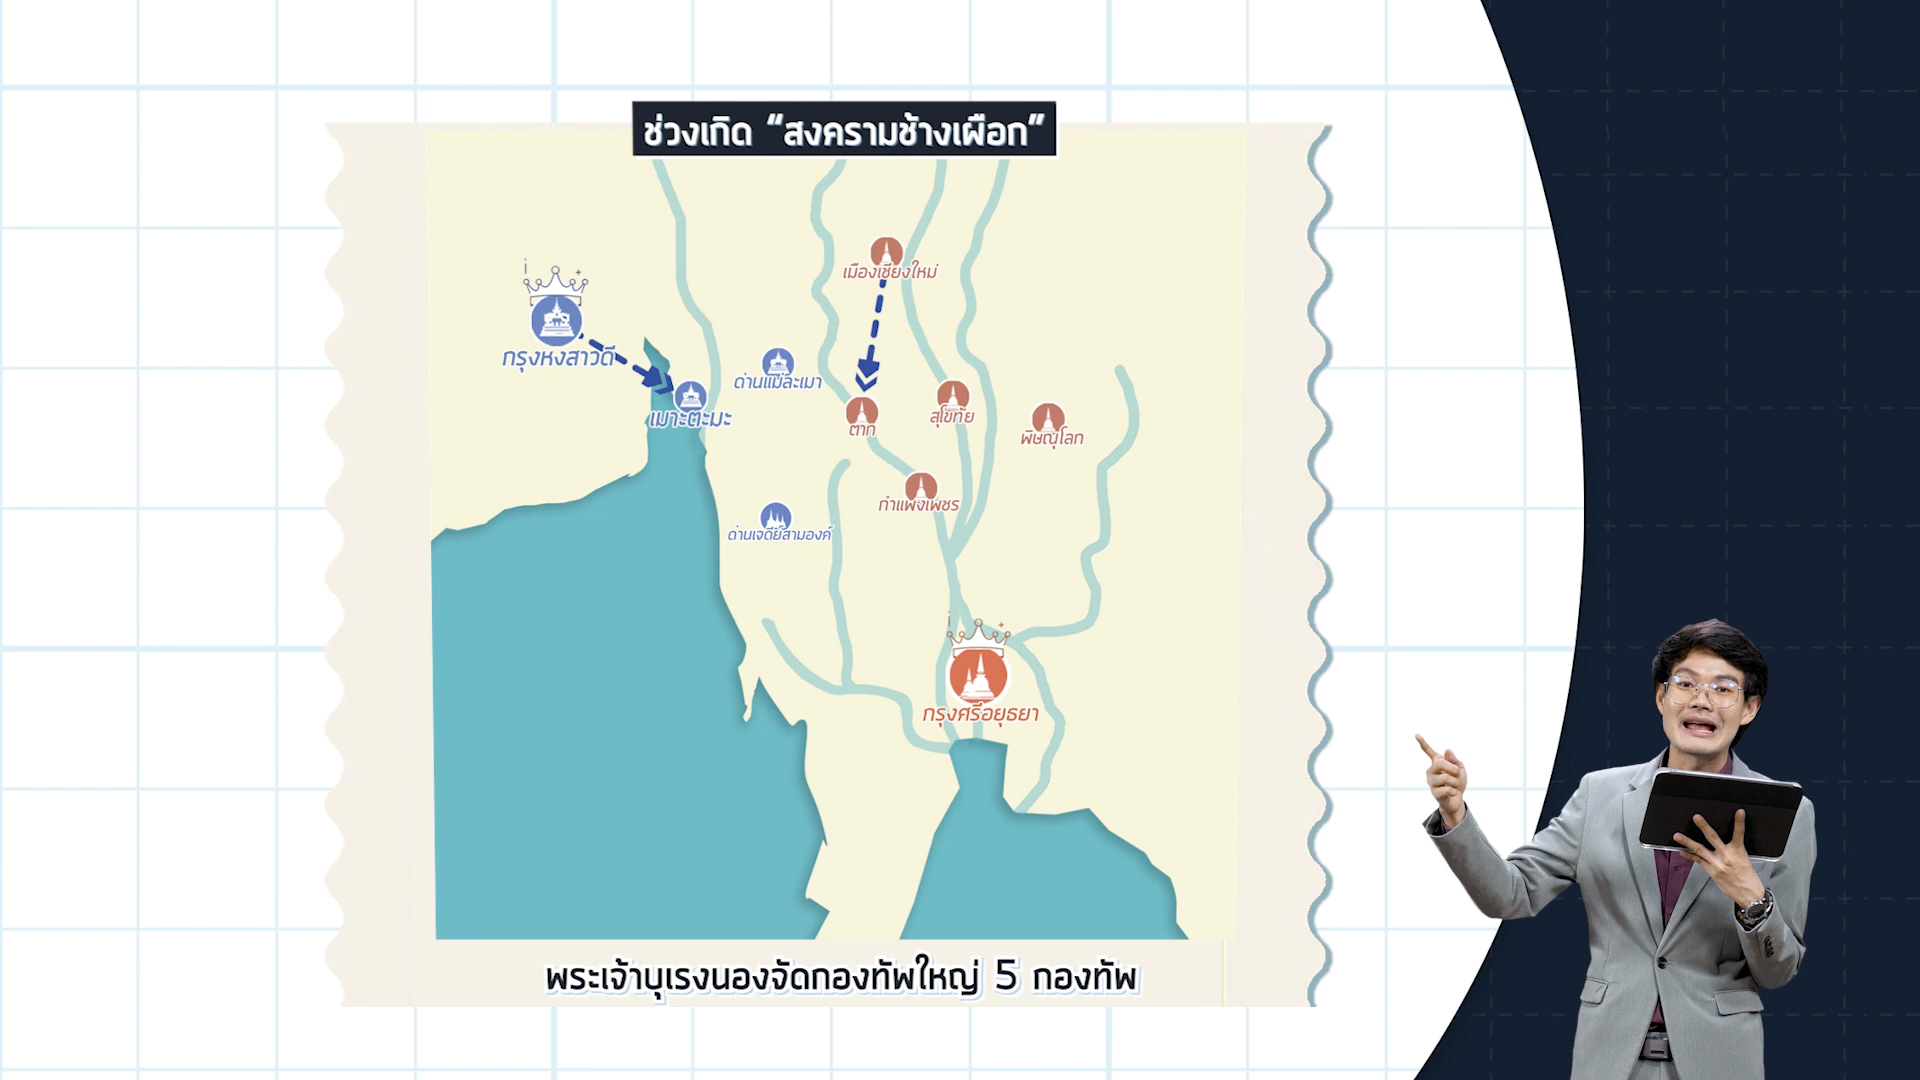 ช่วงเกิด “สงครามช้างเผือก”
เมืองเชียงใหม่
กรุงหงสาวดี
ด่านแม่ละเมา
เมาะตะมะ
ตาก
สุโขทัย
พิษณุโลก
กำแพงเพชร
ด่านเจดีย์สามองค์
กรุงศรีอยุธยา
พระเจ้าบุเรงนองจัดกองทัพใหญ่ 5 กองทัพ